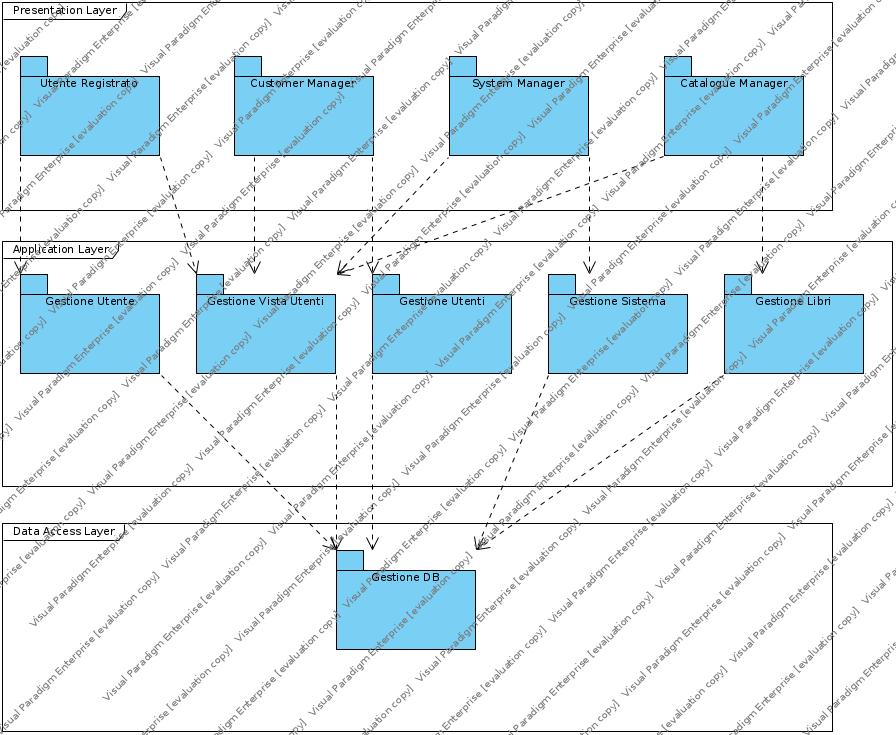 Presentation Layer
Utente Registrato
Customer Manager
System Manager
Catalogue Manager
Application Layer
Gestione Utente
Gestione Vista Utenti
Gestione Utenti
Gestione Sistema
Gestione Libri
Data Access Layer
Gestione DB
Visual Paradigm Enterprise [evaluation copy]